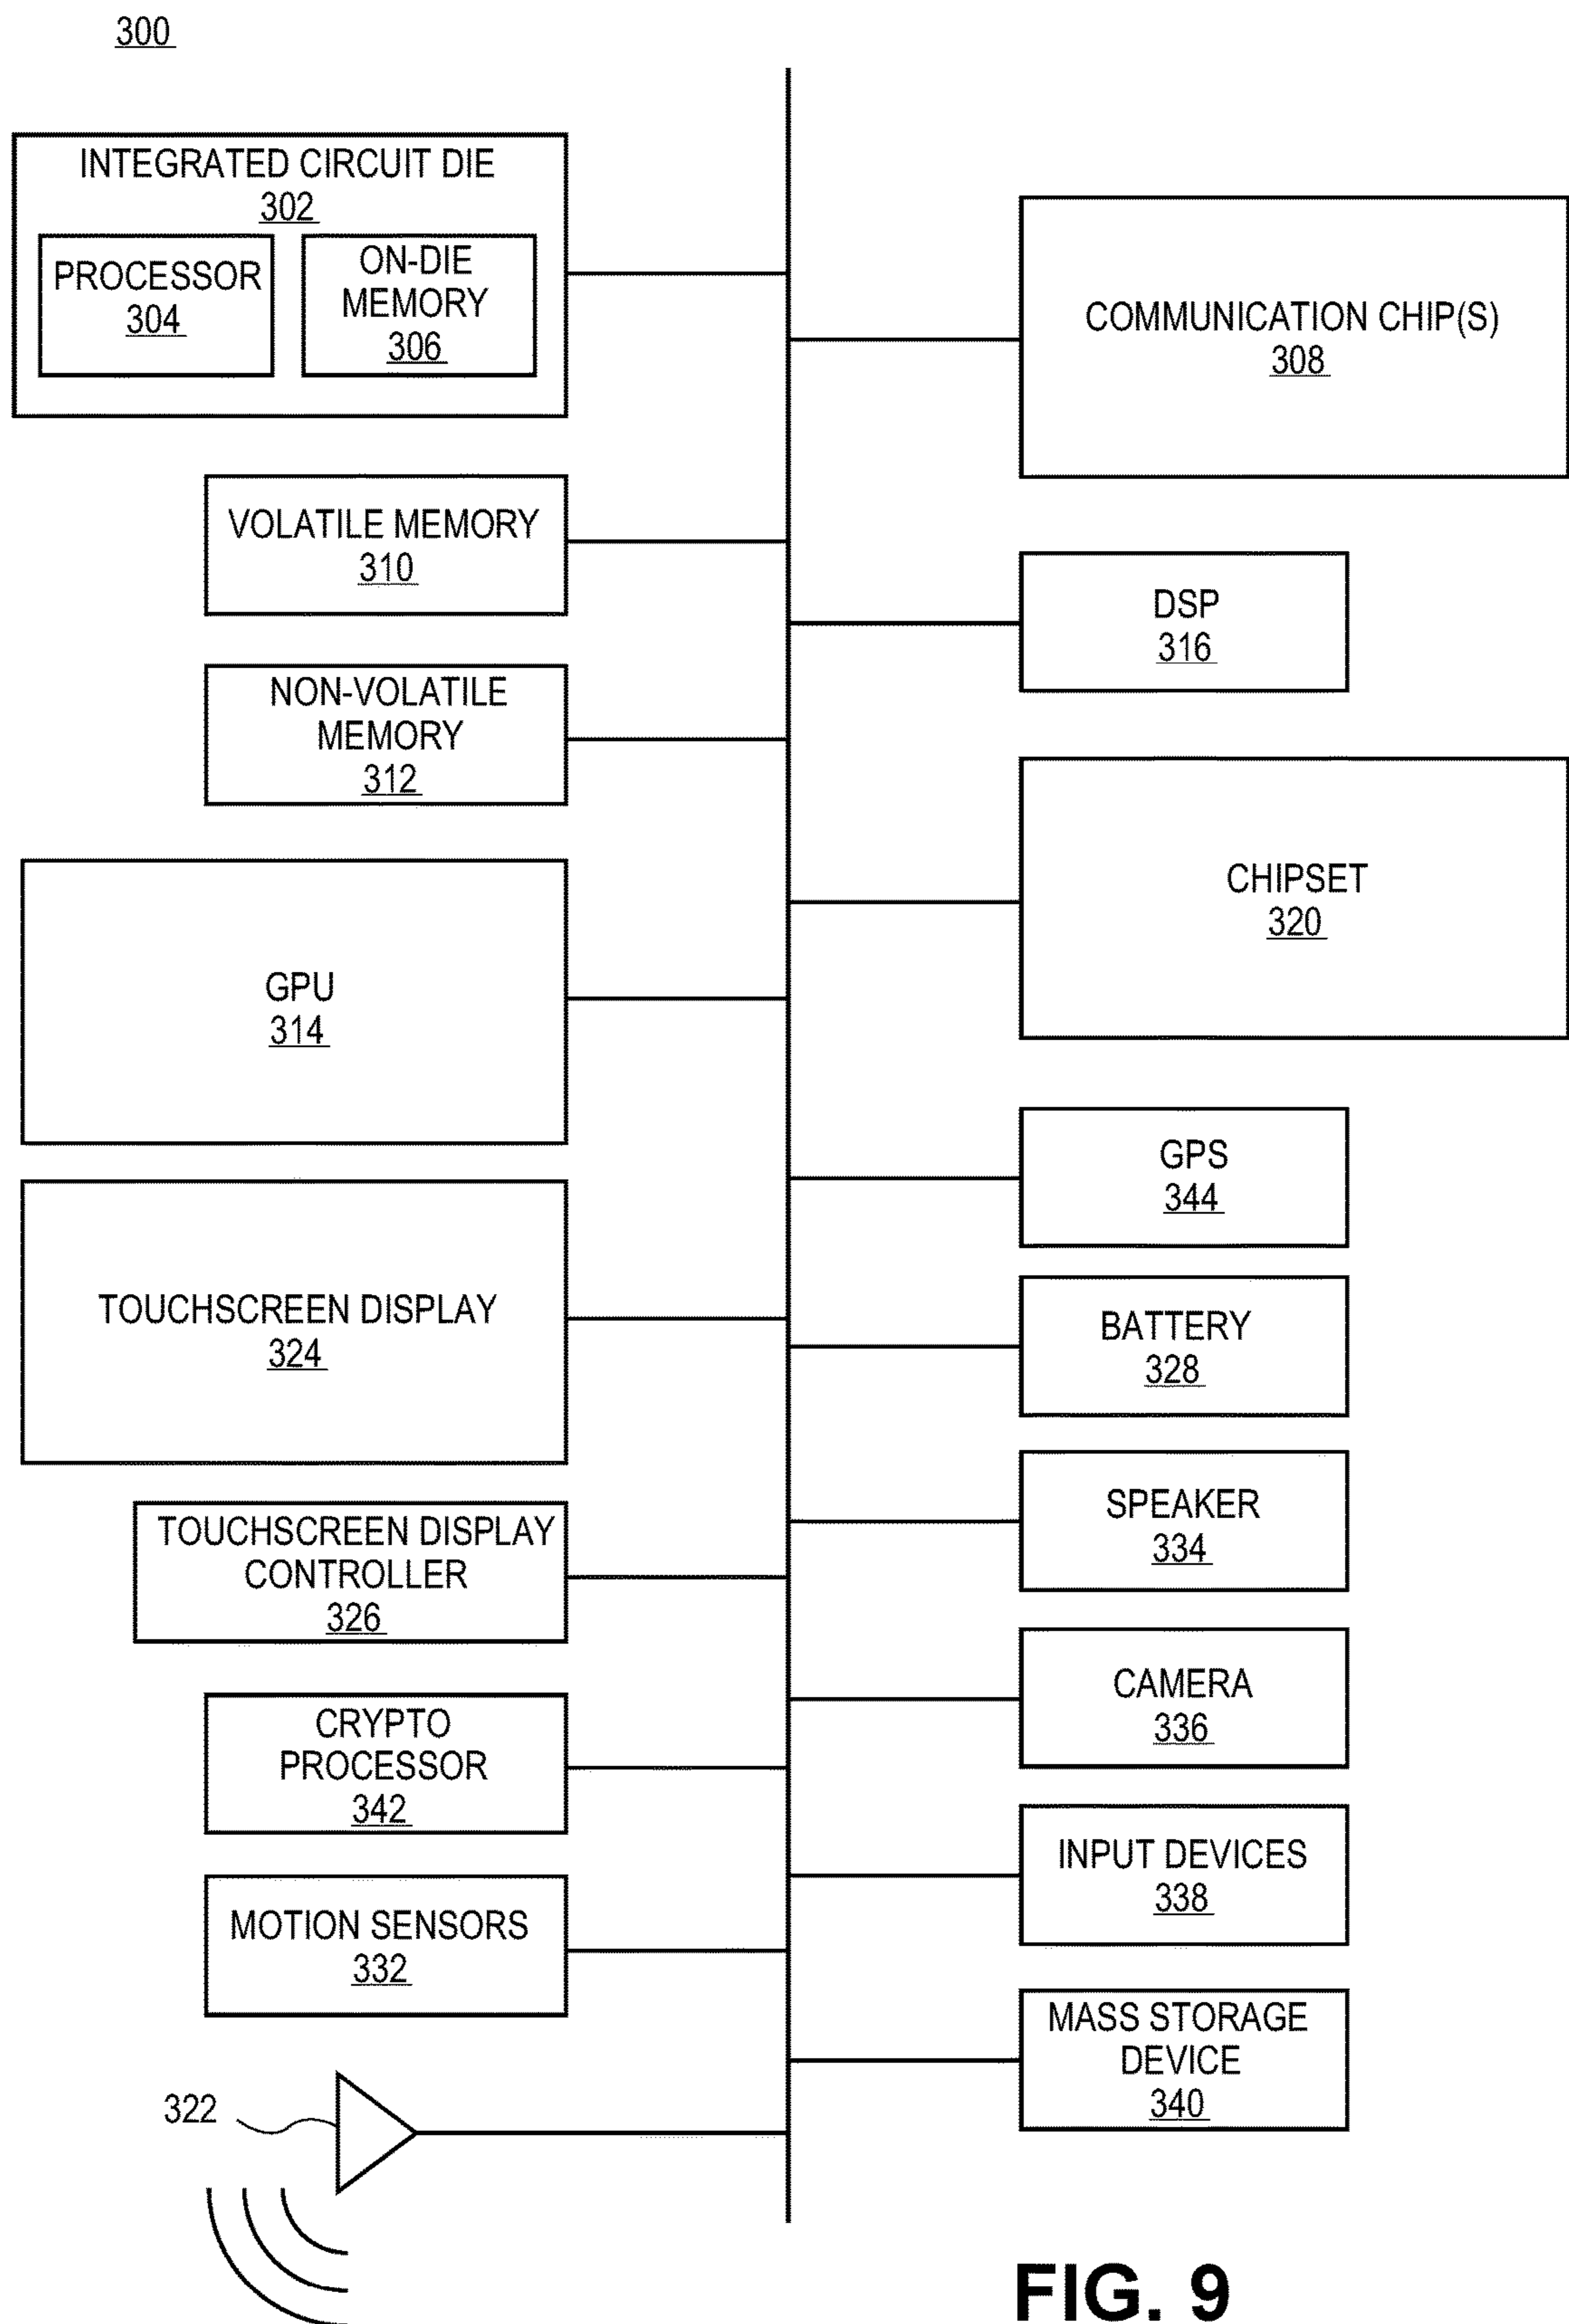 300
INTEGRATED CIRCUIT DIE
302
PROCESSOR
304
ON-DIE
MEMORY
306
COMMUNICATION CHIP(S)
308
VOLATILE MEMORY
310
DSP
316
NON-VOLATILE
MEMORY
312
CHIPSET
320
GPU
314
GPS
344
TOUCHSCREEN DISPLAY
324
BATTERY
328
SPEAKER
334
TOUCHSCREEN DISPLAY
CONTROLLER
326
CAMERA
336
CRYPTO
PROCESSOR
342
INPUT DEVICES
338
MOTION SENSORS
332
MASS STORAGE
DEVICE
340
322
FIG. 9